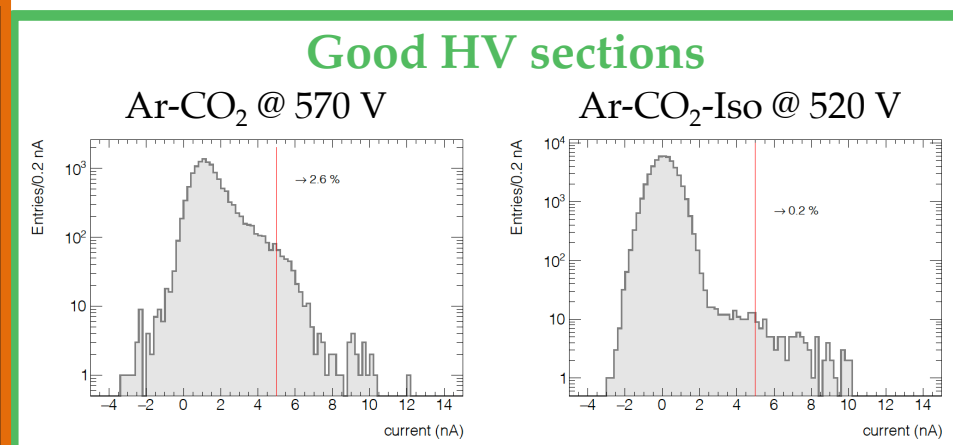 Good HV sections
Ar-CO₂ @ 570 V
Entries/0.2 nA
10³
10²
10
1
→2.6 %
−4 −2 0 2 4 6 8 10 12 14
current (nA)
Ar-CO₂-Iso @ 520 V
Entries/0.2 nA
10⁴
10³
10²
10
1
→0.2 %
−4 −2 0 2 4 6 8 10 12 14
current (nA)